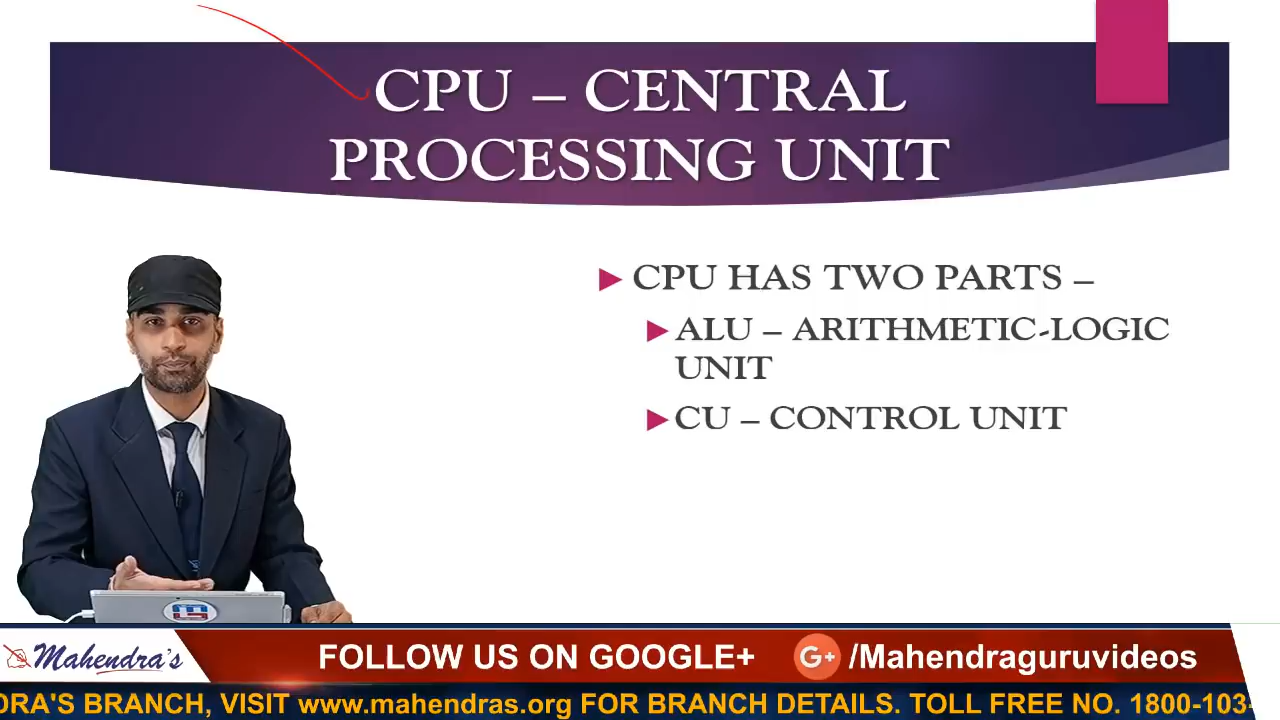 CPU – CENTRAL
PROCESSING UNIT
► CPU HAS TWO PARTS –
► ALU – ARITHMETIC-LOGIC
UNIT
► CU – CONTROL UNIT
Mahendra's
FOLLOW US ON GOOGLE+
G+ /Mahendraguruvideos
DRA'S BRANCH, VISIT www.mahendras.org FOR BRANCH DETAILS. TOLL FREE NO. 1800-103-